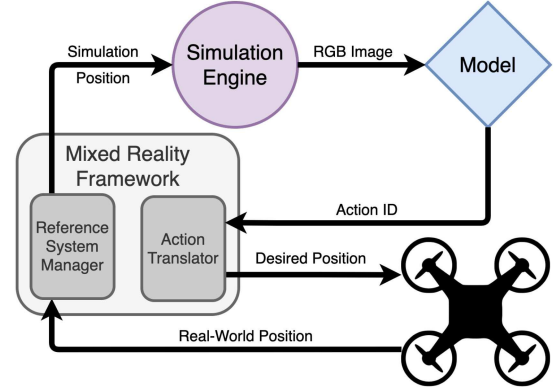 Simulation
Position
Simulation
Engine
RGB Image
Model
Mixed Reality
Framework
Reference
System
Manager
Action
Translator
Action ID
Desired Position
Real-World Position